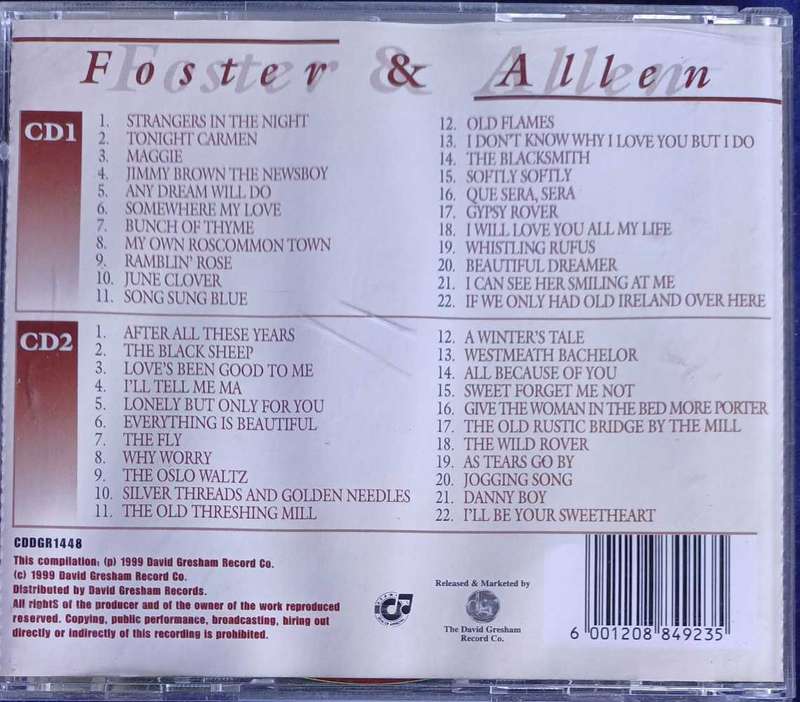 Foster & Allen
CD1
1. STRANGERS IN THE NIGHT
2. TONIGHT CARMEN
3. MAGGIE
4. JIMMY BROWN THE NEWSBOY
5. ANY DREAM WILL DO
6. SOMEWHERE MY LOVE
7. BUNCH OF THYME
8. MY OWN ROSCOMMON TOWN
9. RAMBLIN' ROSE
10. JUNE CLOVER
11. SONG SUNG BLUE
12. OLD FLAMES
13. I DON'T KNOW WHY I LOVE YOU BUT I DO
14. THE BLACKSMITH
15. SOFTLY SOFTLY
16. QUE SERA, SERA
17. GYPSY ROVER
18. I WILL LOVE YOU ALL MY LIFE
19. WHISTLING RUFUS
20. BEAUTIFUL DREAMER
21. I CAN SEE HER SMILING AT ME
22. IF WE ONLY HAD OLD IRELAND OVER HERE
CD2
1. AFTER ALL THESE YEARS
2. THE BLACK SHEEP
3. LOVE'S BEEN GOOD TO ME
4. I'LL TELL ME MA
5. LONELY BUT ONLY FOR YOU
6. EVERYTHING IS BEAUTIFUL
7. THE FLY
8. WHY WORRY
9. THE OSLO WALTZ
10. SILVER THREADS AND GOLDEN NEEDLES
11. THE OLD THRESHING MILL
12. A WINTER'S TALE
13. WESTMEATH BACHELOR
14. ALL BECAUSE OF YOU
15. SWEET FORGET ME NOT
16. GIVE THE WOMAN IN THE BED MORE PORTER
17. THE OLD RUSTIC BRIDGE BY THE MILL
18. THE WILD ROVER
19. AS TEARS GO BY
20. JOGGING SONG
21. DANNY BOY
22. I'LL BE YOUR SWEETHEART
CDDGR1448
This compilation: (p) 1999 David Gresham Record Co.
(c) 1999 David Gresham Record Co.
Distributed by David Gresham Records.
All rightS of the producer and of the owner of the work reproduced
reserved. Copying, public performance, broadcasting, hiring out
directly or indirectly of this recording is prohibited.
Released & Marketed by
The David Gresham
Record Co.
6 001208 849235